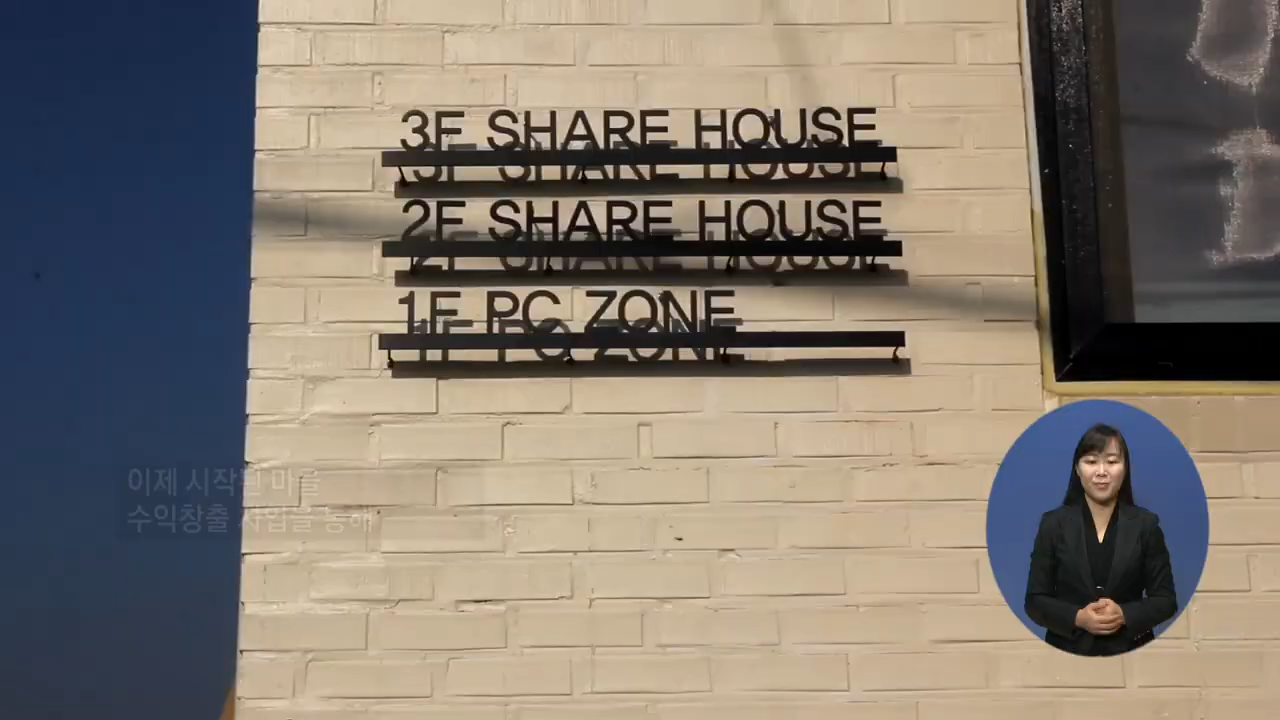 3F SHARE HOUSE
2F SHARE HOUSE
1F PC ZONE
이제 시작된 마을
수익창출 사업을 통해